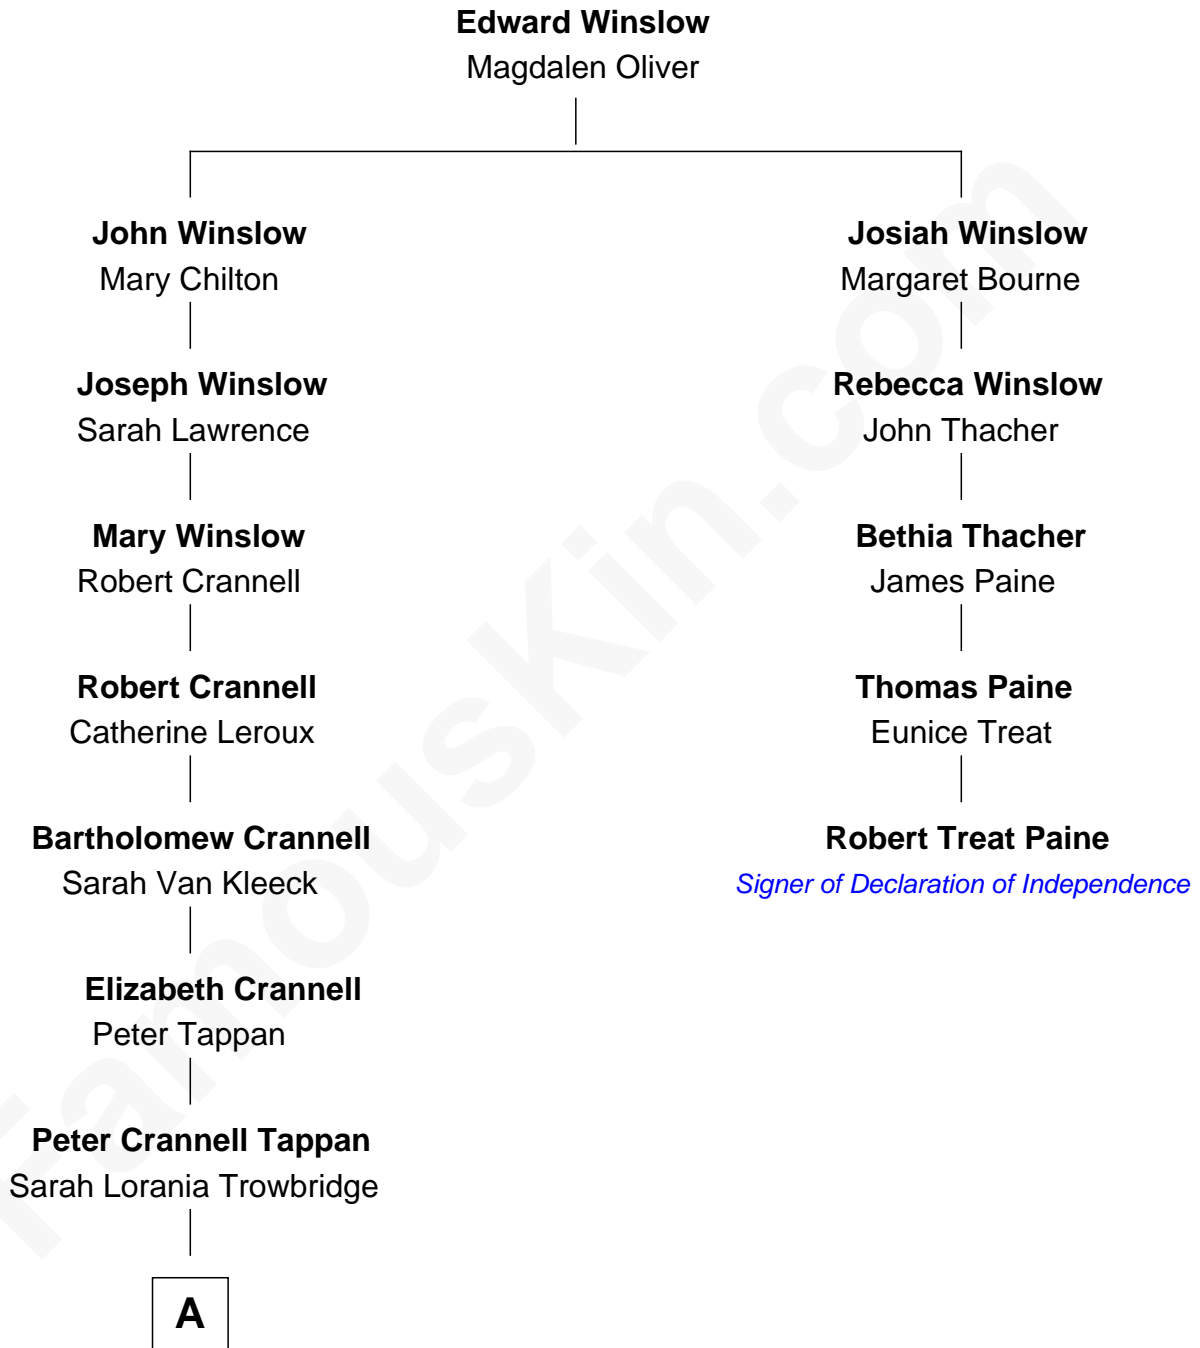 Edward Winslow
Magdalen Oliver
John Winslow
Mary Chilton
Josiah Winslow
Margaret Bourne
Joseph Winslow
Sarah Lawrence
Rebecca Winslow
John Thacher
Mary Winslow
Robert Crannell
Bethia Thacher
James Paine
Robert Crannell
Catherine Leroux
Thomas Paine
Eunice Treat
Bartholomew Crannell
Sarah Van Kleeck
Robert Treat Paine
Signer of Declaration of Independence
Elizabeth Crannell
Peter Tappan
Peter Crannell Tappan
Sarah Lorania Trowbridge
A
FamousKin.com